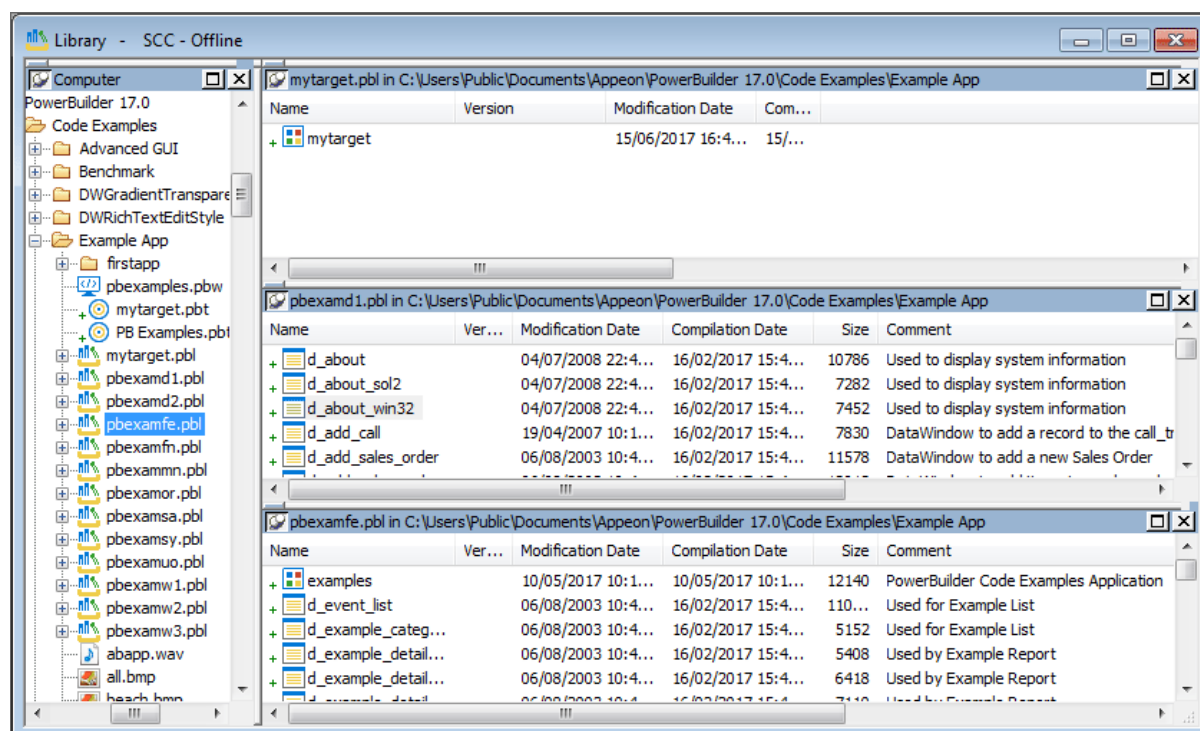 Library - SCC - Offline
Computer
PowerBuilder 17.0
Code Examples
Advanced GUI
Benchmark
DWGradientTranspare
DWRichTextEditStyle
Example App
firstapp
pbexamples.pbw
mytarget.pbt
PB Examples.pbt
mytarget.pbl
pbexamd1.pbl
pbexamd2.pbl
pbexamfe.pbl
pbexamfn.pbl
pbexammn.pbl
pbexamor.pbl
pbexamsa.pbl
pbexamsy.pbl
pbexamuo.pbl
pbexamw1.pbl
pbexamw2.pbl
pbexamw3.pbl
abapp.wav
all.bmp
beach.bmp
mytarget.pbl in C:\Users\Public\Documents\Appeon\PowerBuilder 17.0\Code Examples\Example App
Name Version Modification Date Com...
mytarget 15/06/2017 16:4... 15/...
pbexamd1.pbl in C:\Users\Public\Documents\Appeon\PowerBuilder 17.0\Code Examples\Example App
Name Ver... Modification Date Compilation Date Size Comment
d_about 04/07/2008 22:4... 16/02/2017 15:4... 10786 Used to display system information
d_about_sol2 04/07/2008 22:4... 16/02/2017 15:4... 7282 Used to display system information
d_about_win32 04/07/2008 22:4... 16/02/2017 15:4... 7452 Used to display system information
d_add_call 19/04/2007 10:1... 16/02/2017 15:4... 7830 DataWindow to add a record to the call_tr
d_add_sales_order 06/08/2003 10:4... 16/02/2017 15:4... 11578 DataWindow to add a new Sales Order
pbexamfe.pbl in C:\Users\Public\Documents\Appeon\PowerBuilder 17.0\Code Examples\Example App
Name Ver... Modification Date Compilation Date Size Comment
examples 10/05/2017 10:1... 10/05/2017 10:1... 12140 PowerBuilder Code Examples Application
d_event_list 06/08/2003 10:4... 16/02/2017 15:4... 110... Used for Example List
d_example_categ... 06/08/2003 10:4... 16/02/2017 15:4... 5152 Used for Example List
d_example_detail... 06/08/2003 10:4... 16/02/2017 15:4... 5408 Used by Example Report
d_example_detail... 06/08/2003 10:4... 16/02/2017 15:4... 6418 Used by Example Report